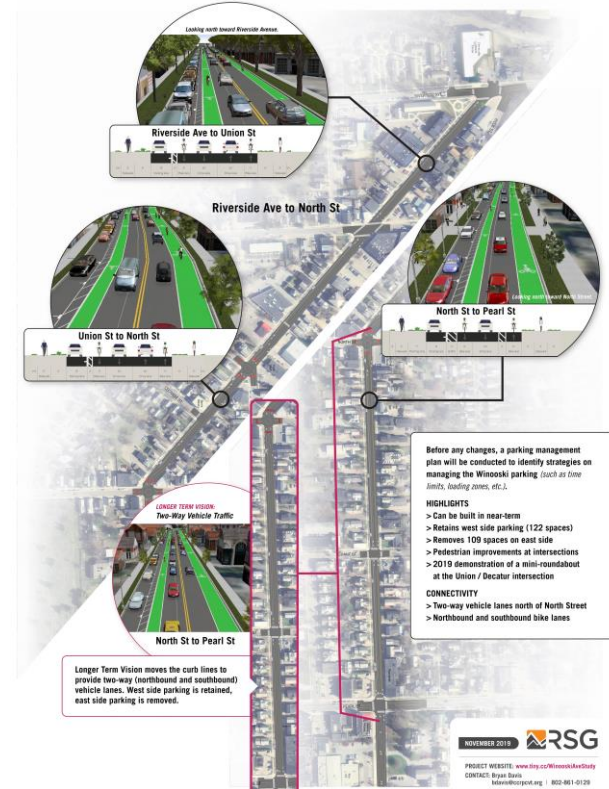 Looking north toward Riverside Avenue.
Riverside Ave to Union St
Riverside Ave to North St
Union St to North St
Looking north toward North Street.
North St to Pearl St
Before any changes, a parking management
plan will be conducted to identify strategies on
managing the Winooski parking (such as time
limits, loading zones, etc.).
HIGHLIGHTS
> Can be built in near-term
> Retains west side parking (122 spaces)
> Removes 109 spaces on east side
> Pedestrian improvements at intersections
> 2019 demonstration of a mini-roundabout
at the Union / Decatur intersection
CONNECTIVITY
> Two-way vehicle lanes north of North Street
> Northbound and southbound bike lanes
LONGER TERM VISION:
Two-Way Vehicle Traffic
North St to Pearl St
Longer Term Vision moves the curb lines to
provide two-way (northbound and southbound)
vehicle lanes. West side parking is retained,
east side parking is removed.
NOVEMBER 2019
RSG
PROJECT WEBSITE: www.tiny.cc/WinooskiAveStudy
CONTACT: Bryan Davis
bdavis@ccrpcvt.org | 802-861-0129